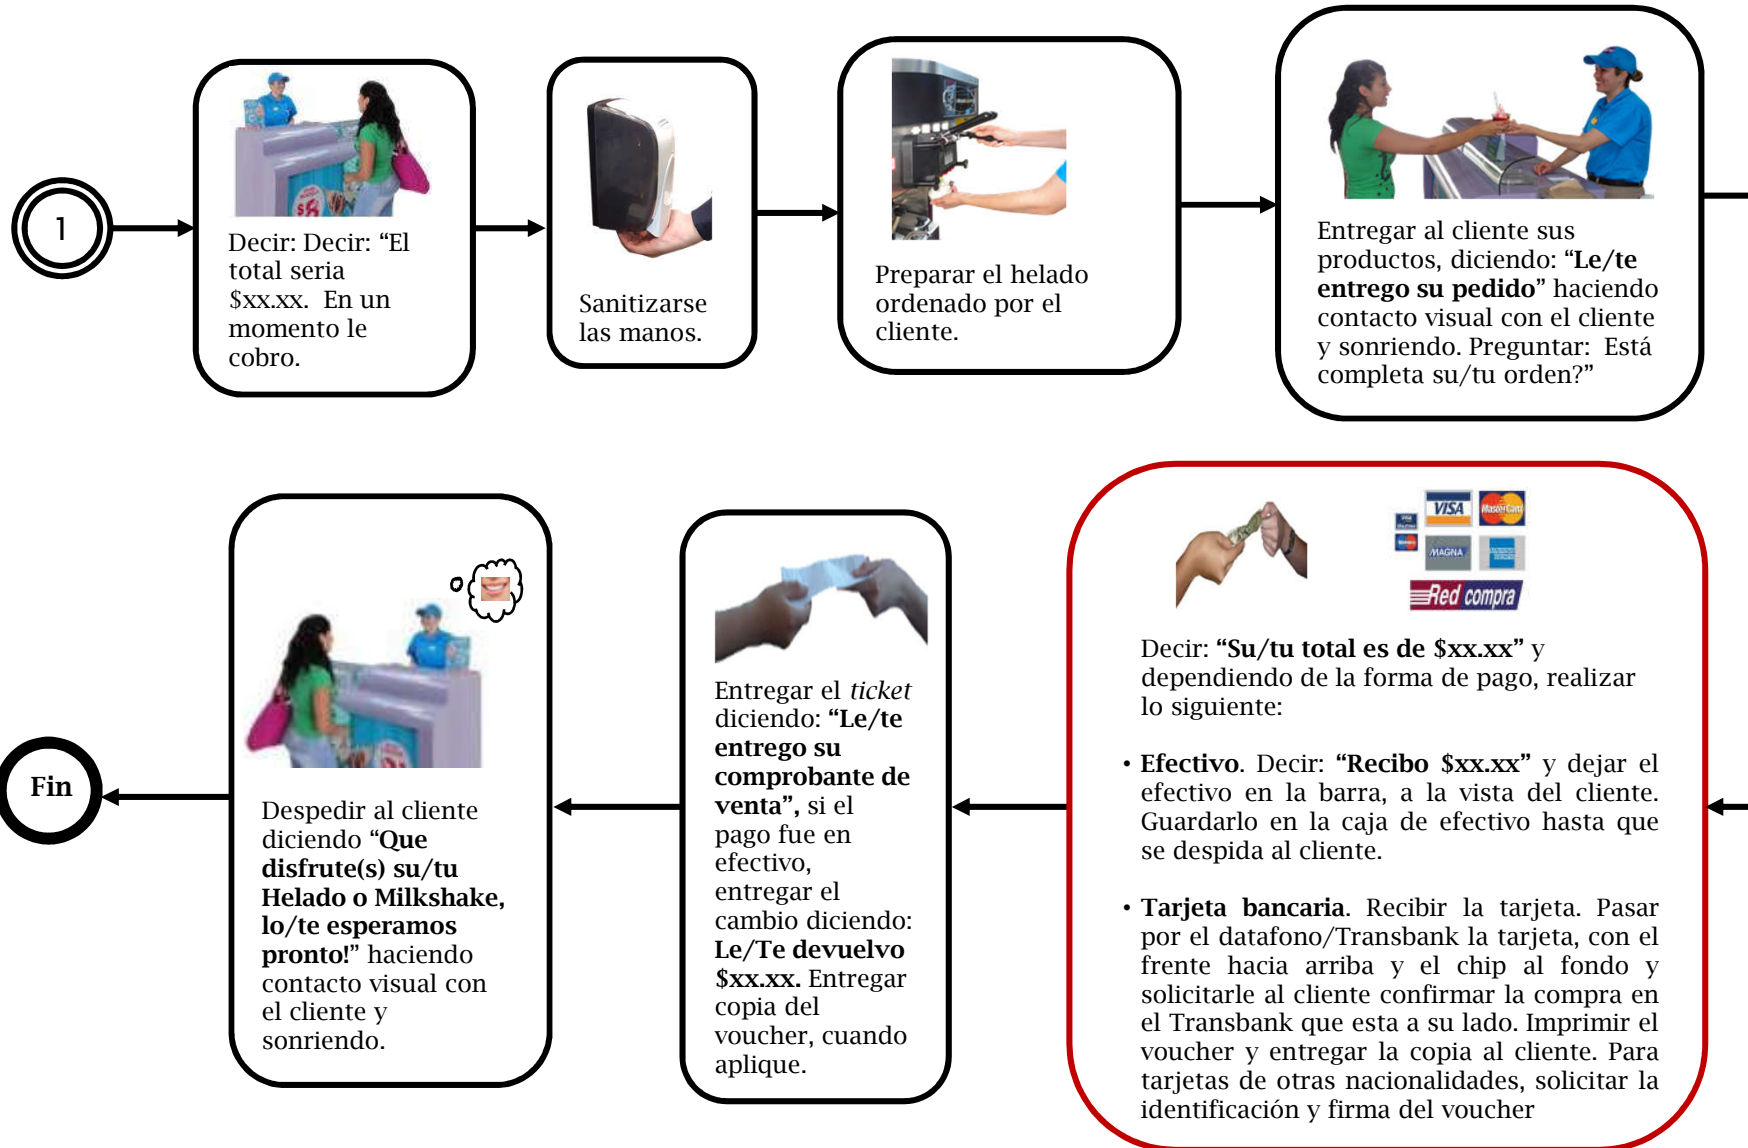 1
Decir: Decir: “El
total seria
$xx.xx.  En un
momento le
cobro.
Sanitizarse
las manos.
Preparar el helado
ordenado por el
cliente.
Entregar al cliente sus
productos, diciendo: “Le/te
entrego su pedido” haciendo
contacto visual con el cliente
y sonriendo. Preguntar:  Está
completa su/tu orden?”
VISA
MasterCard
MAGNA
Red compra
Decir: “Su/tu total es de $xx.xx” y
dependiendo de la forma de pago, realizar
lo siguiente:
• Efectivo. Decir: “Recibo $xx.xx” y dejar el
efectivo en la barra, a la vista del cliente.
Guardarlo en la caja de efectivo hasta que
se despida al cliente.
• Tarjeta bancaria. Recibir la tarjeta. Pasar
por el datafono/Transbank la tarjeta, con el
frente hacia arriba y el chip al fondo y
solicitarle al cliente confirmar la compra en
el Transbank que esta a su lado. Imprimir el
voucher y entregar la copia al cliente. Para
tarjetas de otras nacionalidades, solicitar la
identificación y firma del voucher
Entregar el ticket
diciendo: “Le/te
entrego su
comprobante de
venta”, si el
pago fue en
efectivo,
entregar el
cambio diciendo:
Le/Te devuelvo
$xx.xx. Entregar
copia del
voucher, cuando
aplique.
Despedir al cliente
diciendo “Que
disfrute(s) su/tu
Helado o Milkshake,
lo/te esperamos
pronto!” haciendo
contacto visual con
el cliente y
sonriendo.
Fin